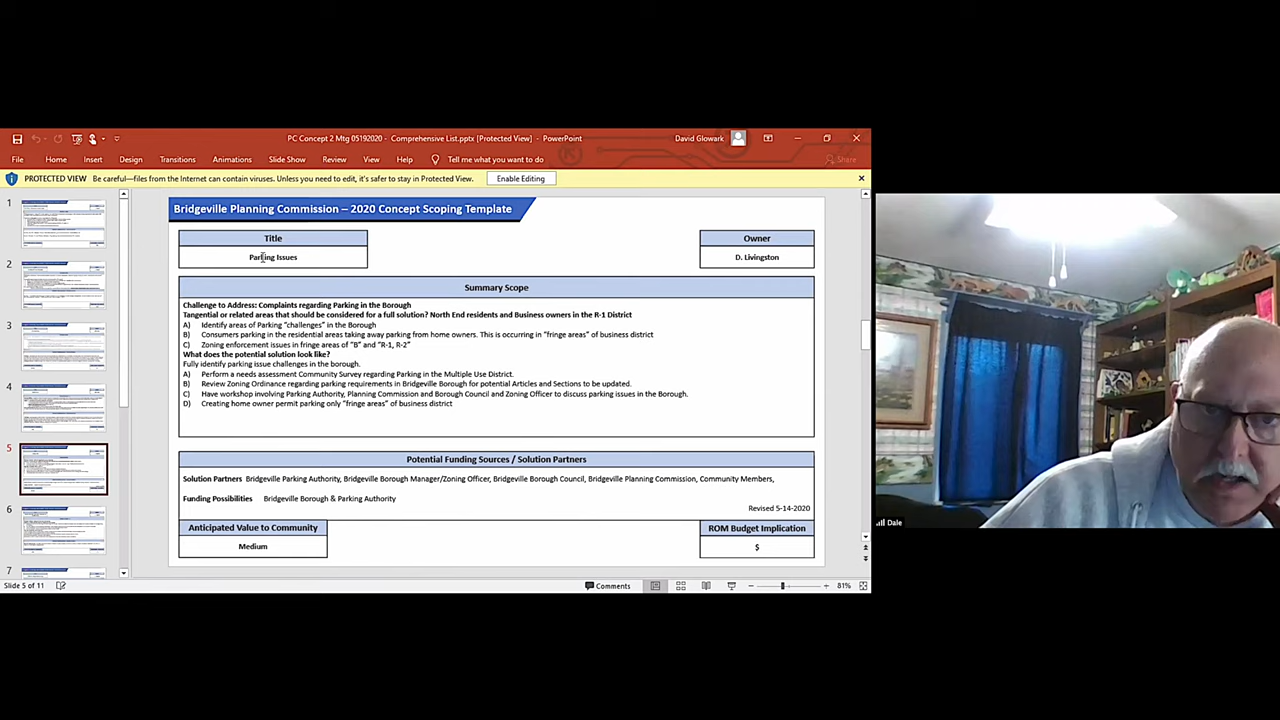 PC Concept 2 Mtg 05192020 - Comprehensive List.pptx [Protected View] - PowerPoint
David Glowark
File Home Insert Design Transitions Animations Slide Show Review View Help Tell me what you want to do Share
PROTECTED VIEW Be careful—files from the Internet can contain viruses. Unless you need to edit, it's safer to stay in Protected View. Enable Editing
1
2
3
4
5
6
7
Bridgeville Planning Commission – 2020 Concept Scoping Template
Title
Parking Issues
Owner
D. Livingston
Summary Scope
Challenge to Address: Complaints regarding Parking in the Borough
Tangential or related areas that should be considered for a full solution? North End residents and Business owners in the R-1 District
A) Identify areas of Parking "challenges" in the Borough
B) Consumers parking in the residential areas taking away parking from home owners. This is occurring in "fringe areas" of business district
C) Zoning enforcement issues in fringe areas of "B" and "R-1, R-2"
What does the potential solution look like?
Fully identify parking issue challenges in the borough.
A) Perform a needs assessment Community Survey regarding Parking in the Multiple Use District.
B) Review Zoning Ordinance regarding parking requirements in Bridgeville Borough for potential Articles and Sections to be updated.
C) Have workshop involving Parking Authority, Planning Commission and Borough Council and Zoning Officer to discuss parking issues in the Borough.
D) Creating home owner permit parking only "fringe areas" of business district
Potential Funding Sources / Solution Partners
Solution Partners Bridgeville Parking Authority, Bridgeville Borough Manager/Zoning Officer, Bridgeville Borough Council, Bridgeville Planning Commission, Community Members,
Funding Possibilities Bridgeville Borough & Parking Authority
Revised 5-14-2020
Anticipated Value to Community
Medium
ROM Budget Implication
$
Slide 5 of 11
Comments
81%
Dale